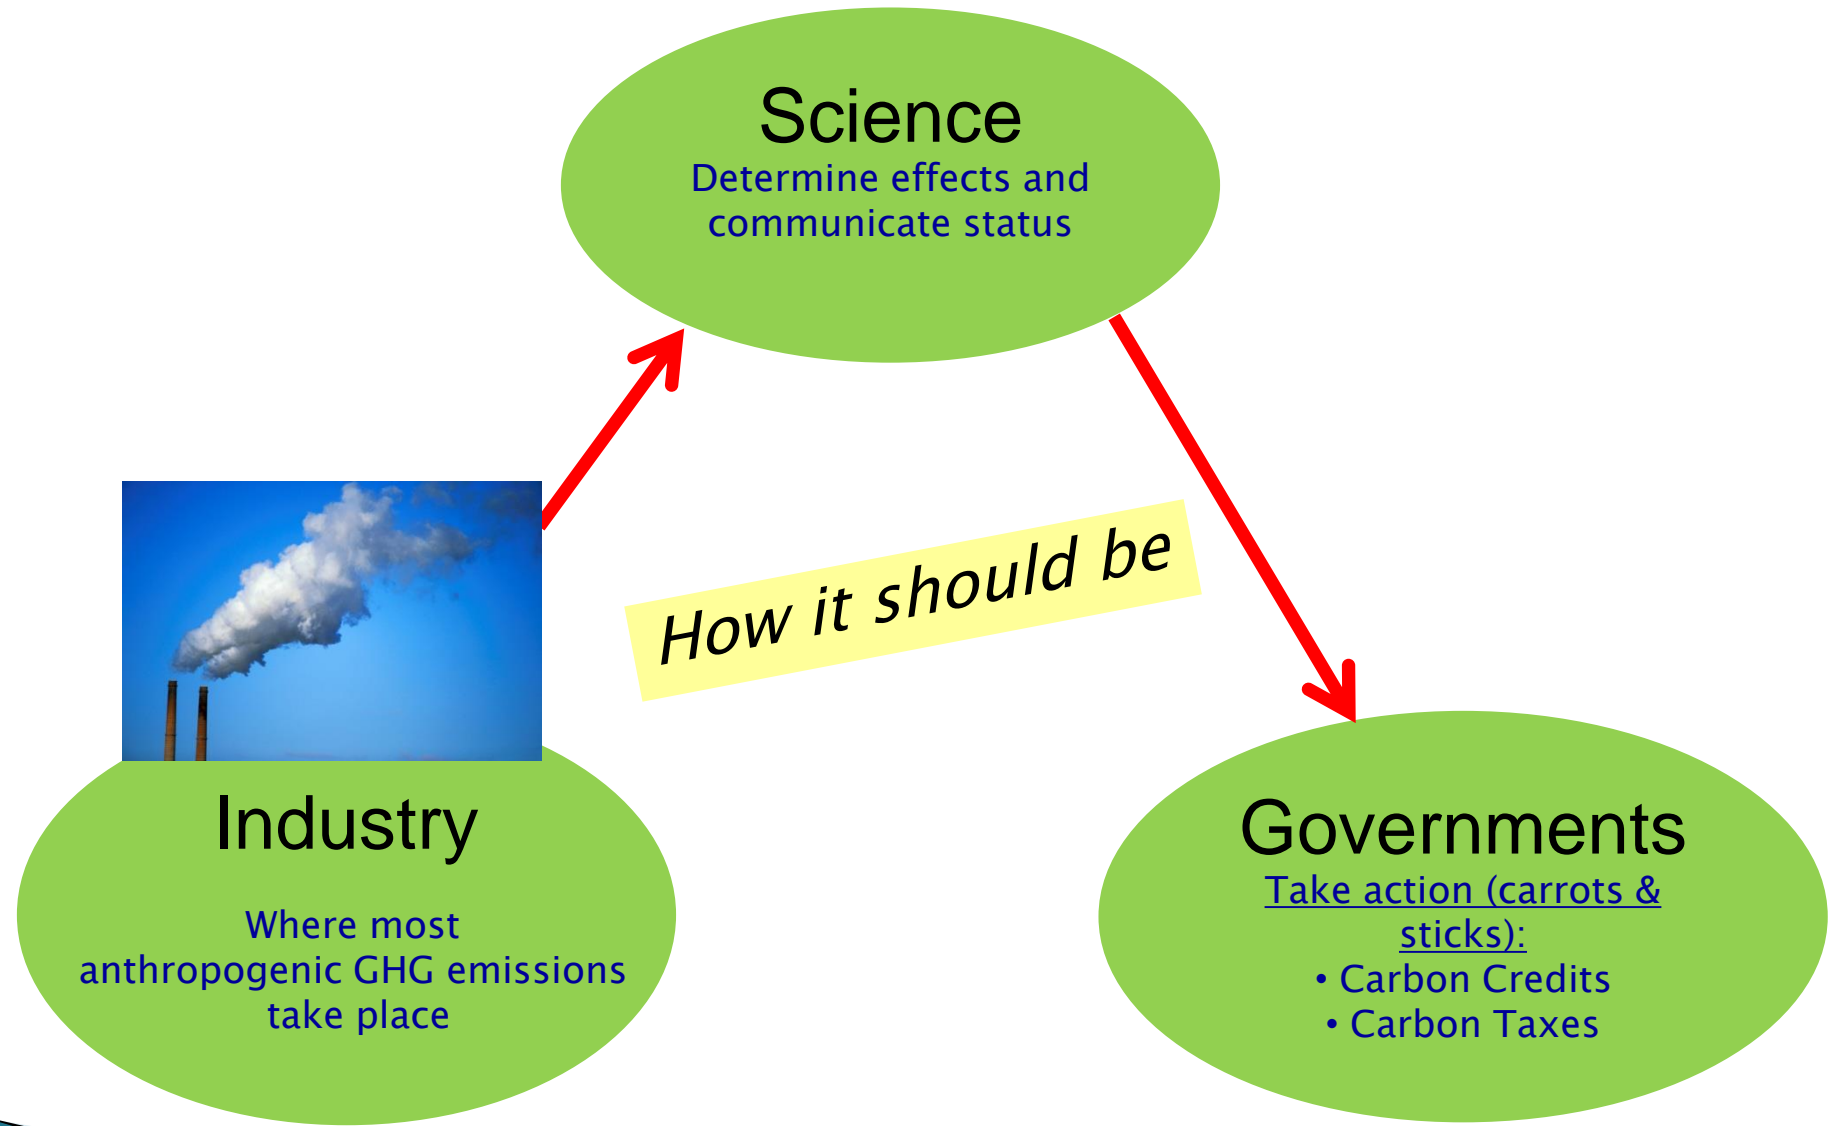 Science
Determine effects and
communicate status
How it should be
Industry
Where most
anthropogenic GHG emissions
take place
Governments
Take action (carrots &
sticks):
• Carbon Credits
• Carbon Taxes